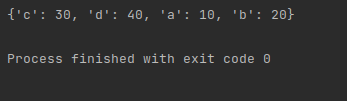 {'c': 30, 'd': 40, 'a': 10, 'b': 20}
Process finished with exit code 0